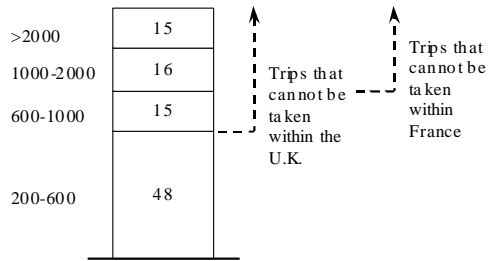 >2000
15
1000-2000
16
600-1000
15
200-600
48
Trips that
cannot be
taken
within the
U.K.
Trips that
cannot be
taken
within
France